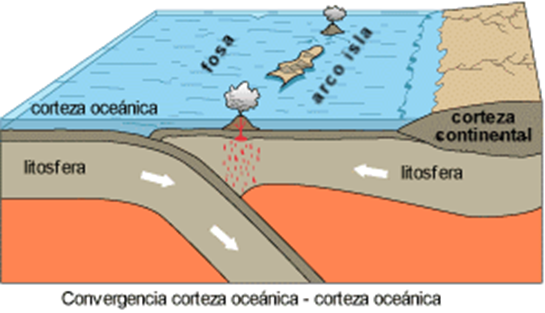 fosa
arco isla
corteza oceánica
corteza
continental
litosfera
litosfera
Convergencia corteza oceánica - corteza oceánica